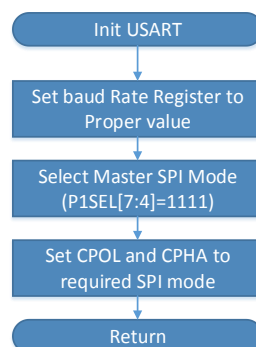 Init USART
Set baud Rate Register to
Proper value
Select Master SPI Mode
(P1SEL[7:4]=1111)
Set CPOL and CPHA to
required SPI mode
Return